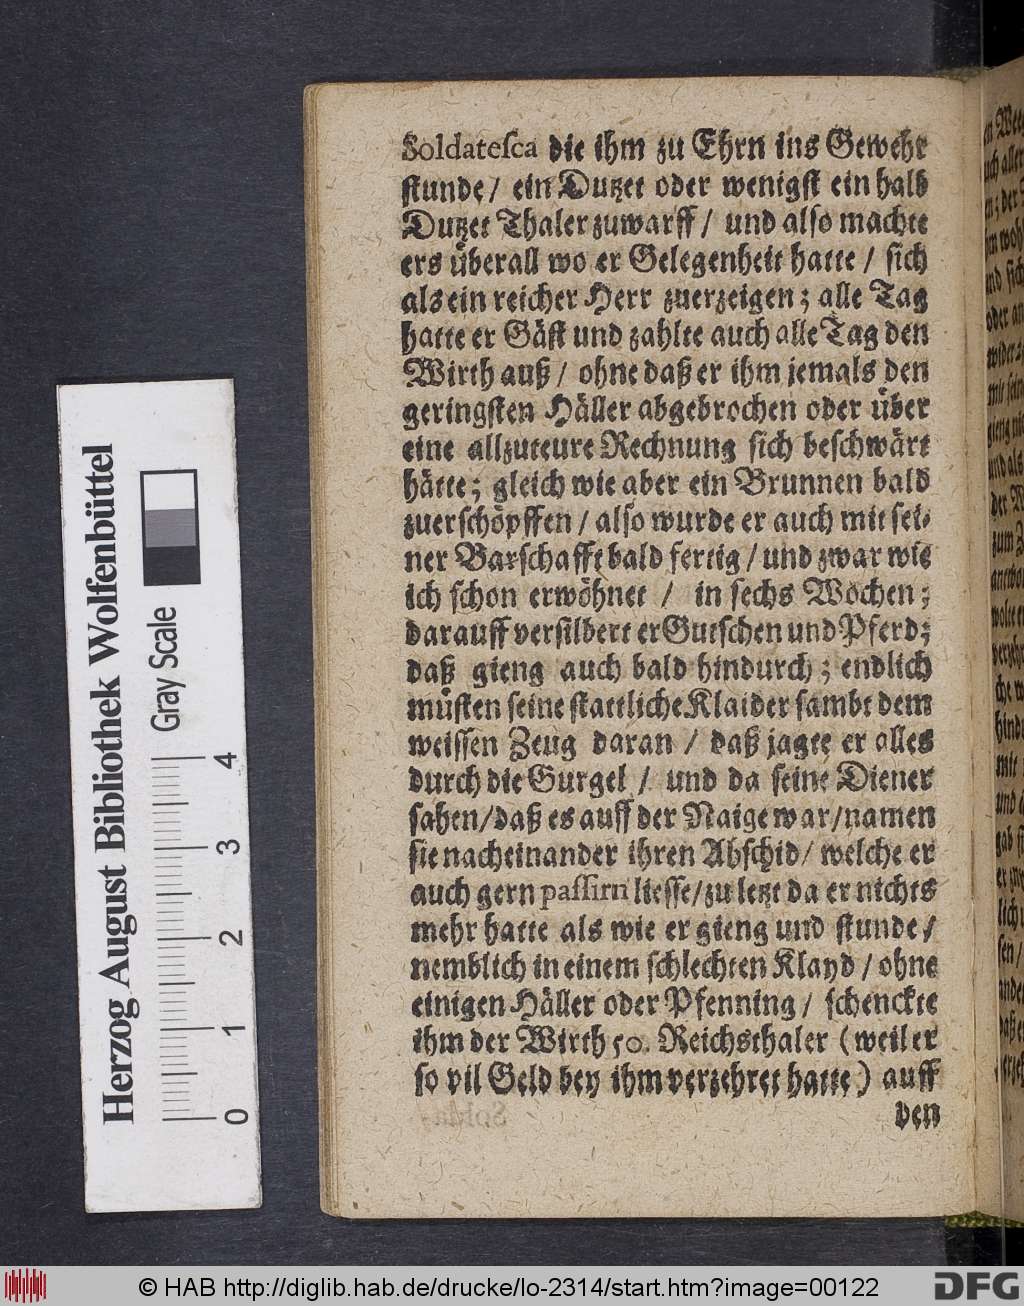 Soldateſca die ihm zu Ehrn ins Gewehr
ſtunde / ein Dutzet oder wenigſt ein halb
Dutzet Thaler zuwarff / und alſo machte
ers überall wo er Gelegenheit hatte / ſich
als ein reicher Herr zuerzeigen; alle Tag
hatte er Gäſt und zahlte auch alle Tag den
Wirth auß / ohne daß er ihm jemals den
geringſten Häller abgebrochen oder über
eine allzuteure Rechnung ſich beſchwärt
hätte; gleich wie aber ein Brunnen bald
zuerſchöpffen / alſo wurde er auch mit ſei-
ner Barſchafft bald fertig / und zwar wie
ich ſchon erwöhnet / in ſechs Wochen;
darauff verſilbert er Gutſchen und Pferd;
daß gieng auch bald hindurch; endlich
müſten ſeine ſtattliche Klaider ſambt dem
weiſſen Zeug daran / daß jagte er alles
durch die Gurgel / und da ſeine Diener
ſahen / daß es auff der Naige war / namen
ſie nacheinander ihren Abſchid / welche er
auch gern paſſirn lieſſe / zu letzt da er nichts
mehr hatte als wie er gieng und ſtunde /
nemblich in einem ſchlechten Klayd / ohne
einigen Häller oder Pfenning / ſchenckte
ihm der Wirth 50. Reichsthaler (weil er
ſo vil Geld bey ihm verzehret hatte) auff
den
Herzog August Bibliothek Wolfenbüttel
Gray Scale
0 1 2 3 4
© HAB http://diglib.hab.de/drucke/lo-2314/start.htm?image=00122
DFG